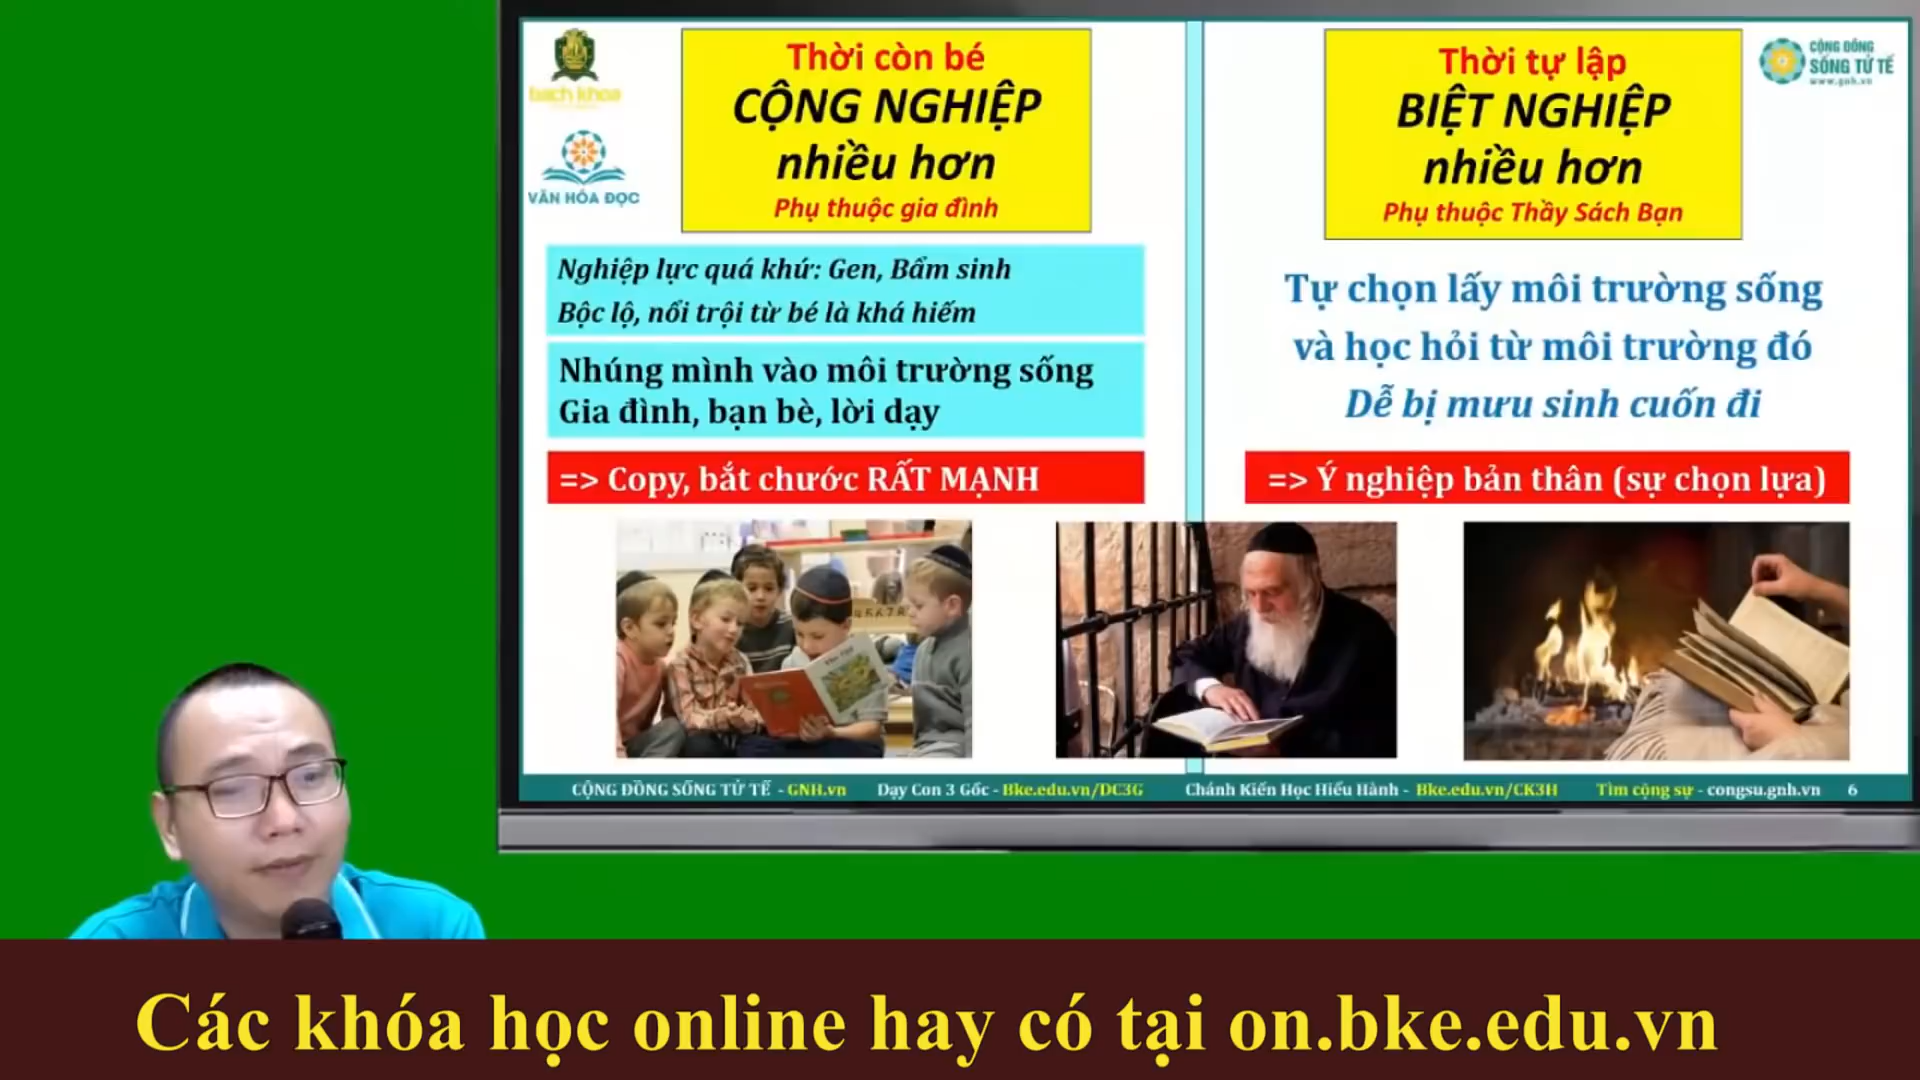 bach khoa
VĂN HÓA ĐỌC
Thời còn bé
CỘNG NGHIỆP
nhiều hơn
Phụ thuộc gia đình
Nghiệp lực quá khứ: Gen, Bẩm sinh
Bộc lộ, nổi trội từ bé là khá hiếm
Nhúng mình vào môi trường sống
Gia đình, bạn bè, lời dạy
=> Copy, bắt chước RẤT MẠNH
Thời tự lập
BIỆT NGHIỆP
nhiều hơn
Phụ thuộc Thầy Sách Bạn
CỘNG ĐỒNG
SỐNG TỬ TẾ
www.gnh.vn
Tự chọn lấy môi trường sống
và học hỏi từ môi trường đó
Dễ bị mưu sinh cuốn đi
=> Ý nghiệp bản thân (sự chọn lựa)
CỘNG ĐỒNG SỐNG TỬ TẾ - GNH.vn Dạy Con 3 Gốc - Bke.edu.vn/DC3G Chánh Kiến Học Hiểu Hành - Bke.edu.vn/CK3H Tìm cộng sự - congsu.gnh.vn 6
Các khóa học online hay có tại on.bke.edu.vn